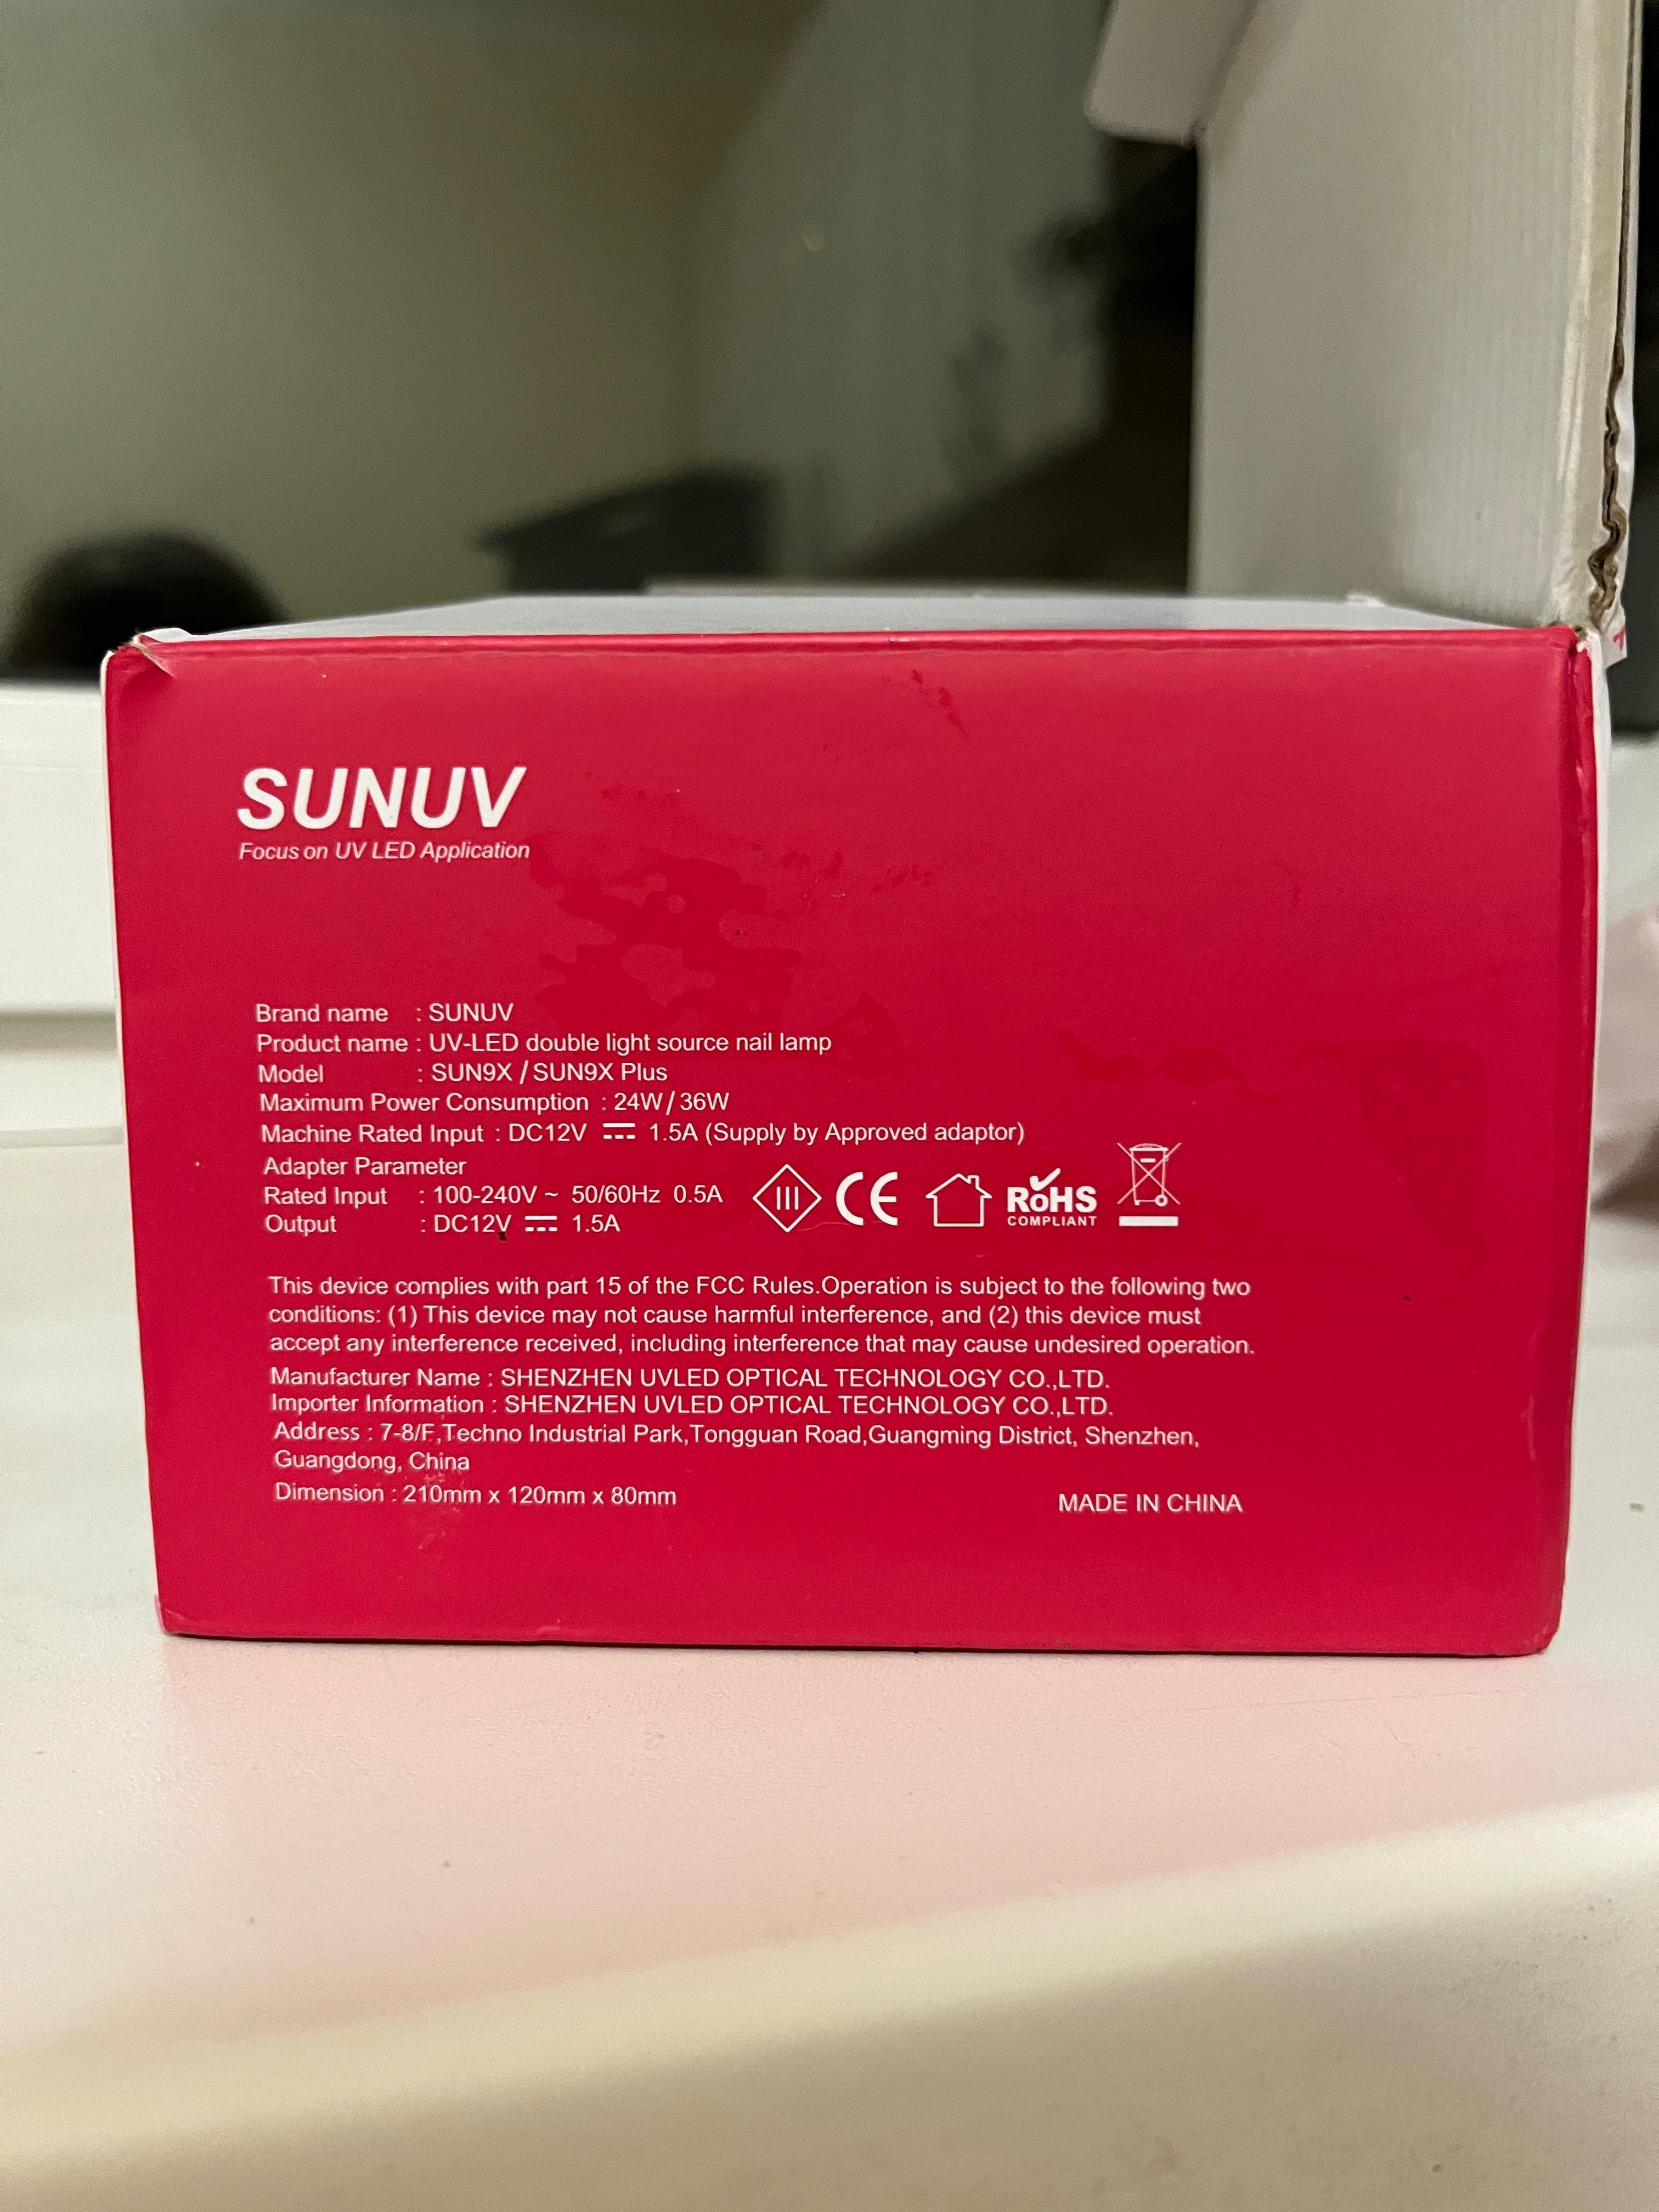 SUNUV
Focus on UV LED Application
Brand name : SUNUV
Product name : UV-LED double light source nail lamp
Model : SUN9X / SUN9X Plus
Maximum Power Consumption : 24W / 36W
Machine Rated Input : DC12V ⎓ 1.5A (Supply by Approved adaptor)
Adapter Parameter
Rated Input : 100-240V ~ 50/60Hz 0.5A
Output : DC12V ⎓ 1.5A
III CE RoHS
COMPLIANT
This device complies with part 15 of the FCC Rules.Operation is subject to the following two
conditions: (1) This device may not cause harmful interference, and (2) this device must
accept any interference received, including interference that may cause undesired operation.
Manufacturer Name : SHENZHEN UVLED OPTICAL TECHNOLOGY CO.,LTD.
Importer Information : SHENZHEN UVLED OPTICAL TECHNOLOGY CO.,LTD.
Address : 7-8/F,Techno Industrial Park,Tongguan Road,Guangming District, Shenzhen,
Guangdong, China
Dimension : 210mm x 120mm x 80mm
MADE IN CHINA